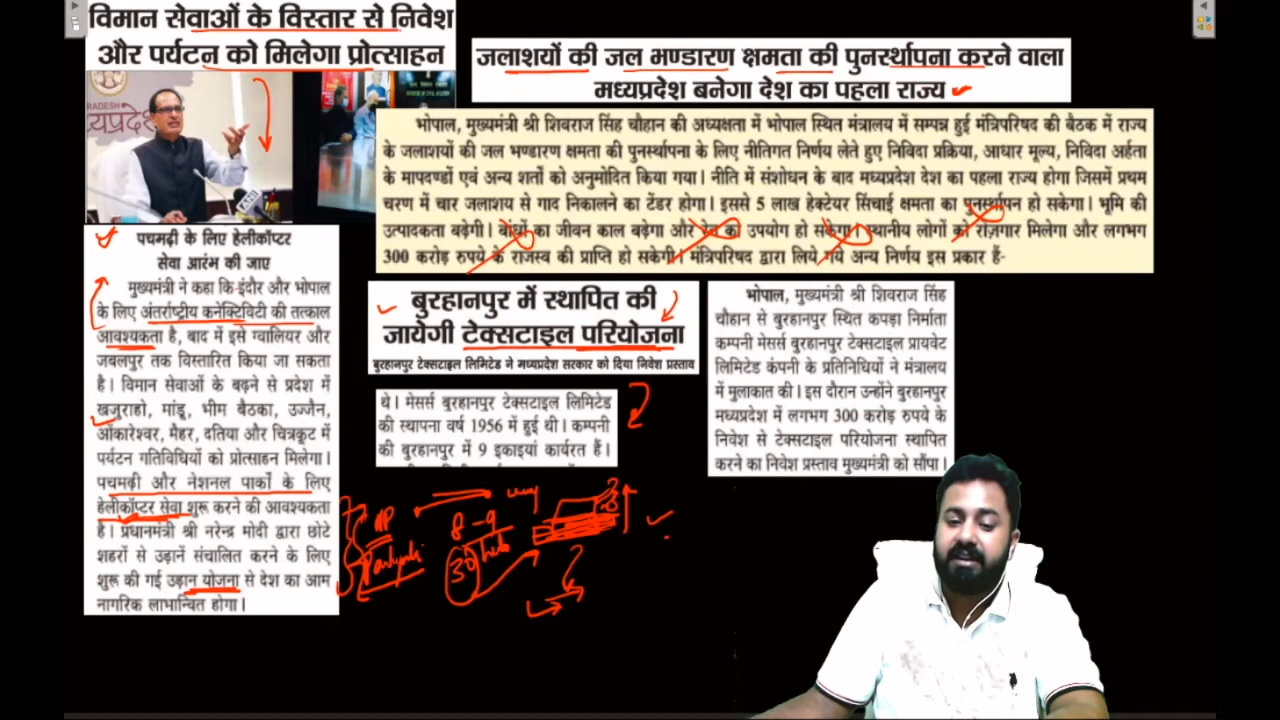 विमान सेवाओं के विस्तार से निवेश
और पर्यटन को मिलेगा प्रोत्साहन
जलाशयों की जल भण्डारण क्षमता की पुनर्स्थापना करने वाला
मध्यप्रदेश बनेगा देश का पहला राज्य
भोपाल, मुख्यमंत्री श्री शिवराज सिंह चौहान की अध्यक्षता में भोपाल स्थित मंत्रालय में सम्पन्न हुई मंत्रिपरिषद की बैठक में राज्य
के जलाशयों की जल भण्डारण क्षमता की पुनर्स्थापना के लिए नीतिगत निर्णय लेते हुए निविदा प्रक्रिया, आधार मूल्य, निविदा अर्हता
के मापदण्डों एवं अन्य शर्तों को अनुमोदित किया गया। नीति में संशोधन के बाद मध्यप्रदेश देश का पहला राज्य होगा जिसमें प्रथम
चरण में चार जलाशय से गाद निकालने का टेंडर होगा। इससे 5 लाख हेक्टेयर सिंचाई क्षमता का पुनर्स्थापन हो सकेगा। भूमि की
उत्पादकता बढ़ेगी। बांधों का जीवन काल बढ़ेगा और रेत का उपयोग हो सकेगा। स्थानीय लोगों को रोज़गार मिलेगा और लगभग
300 करोड़ रुपये के राजस्व की प्राप्ति हो सकेगी। मंत्रिपरिषद द्वारा लिये गये अन्य निर्णय इस प्रकार हैं-
पचमढ़ी के लिए हेलीकॉप्टर
सेवा आरंभ की जाए
मुख्यमंत्री ने कहा कि इंदौर और भोपाल
के लिए अंतर्राष्ट्रीय कनेक्टिविटी की तत्काल
आवश्यकता है, बाद में इसे ग्वालियर और
जबलपुर तक विस्तारित किया जा सकता
है। विमान सेवाओं के बढ़ने से प्रदेश में
खजुराहो, मांडू, भीम बैठका, उज्जैन,
ओंकारेश्वर, मैहर, दतिया और चित्रकूट में
पर्यटन गतिविधियों को प्रोत्साहन मिलेगा।
पचमढ़ी और नेशनल पार्कों के लिए
हेलीकॉप्टर सेवा शुरू करने की आवश्यकता
है। प्रधानमंत्री श्री नरेन्द्र मोदी द्वारा छोटे
शहरों से उड़ानें संचालित करने के लिए
शुरू की गई उड़ान योजना से देश का आम
नागरिक लाभान्वित होगा।
बुरहानपुर में स्थापित की
जायेगी टेक्सटाइल परियोजना
बुरहानपुर टेक्सटाइल लिमिटेड ने मध्यप्रदेश सरकार को दिया निवेश प्रस्ताव
थे। मेसर्स बुरहानपुर टेक्सटाइल लिमिटेड
की स्थापना वर्ष 1956 में हुई थी। कम्पनी
की बुरहानपुर में 9 इकाइयां कार्यरत हैं।
भोपाल, मुख्यमंत्री श्री शिवराज सिंह
चौहान से बुरहानपुर स्थित कपड़ा निर्माता
कम्पनी मेसर्स बुरहानपुर टेक्सटाइल प्रायवेट
लिमिटेड कंपनी के प्रतिनिधियों ने मंत्रालय
में मुलाकात की। इस दौरान उन्होंने बुरहानपुर
मध्यप्रदेश में लगभग 300 करोड़ रुपये के
निवेश से टेक्सटाइल परियोजना स्थापित
करने का निवेश प्रस्ताव मुख्यमंत्री को सौंपा।
8-9
30